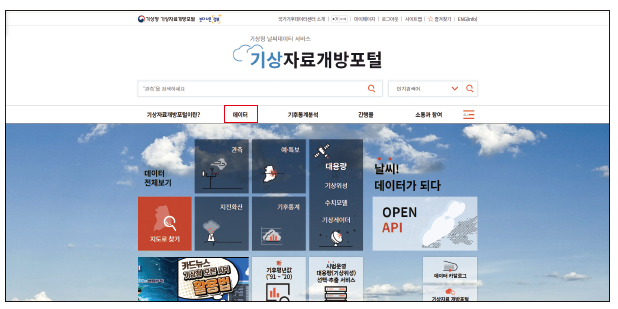 기상청 기상자료개방포털
국가기후데이터센터 소개
마이페이지
로그아웃
사이트맵
즐겨찾기
ENG(Info)
기상청 날씨데이터 서비스
기상자료개방포털
'관측'을 검색하세요
인기검색어
기상자료개방포털이란?
데이터
기후통계분석
간행물
소통과 참여
데이터
전체보기
관측
예·특보
대용량
기상위성
수치모델
기상레이더
날씨!
데이터가 되다
지도로 찾기
지진화산
기후통계
OPEN
API
카드뉴스
활용법
기후평년값
('91 ~ '20)
시범운영
대용량(기상위성)
선택·추출 서비스
데이터 카탈로그
기상자료 개방포털